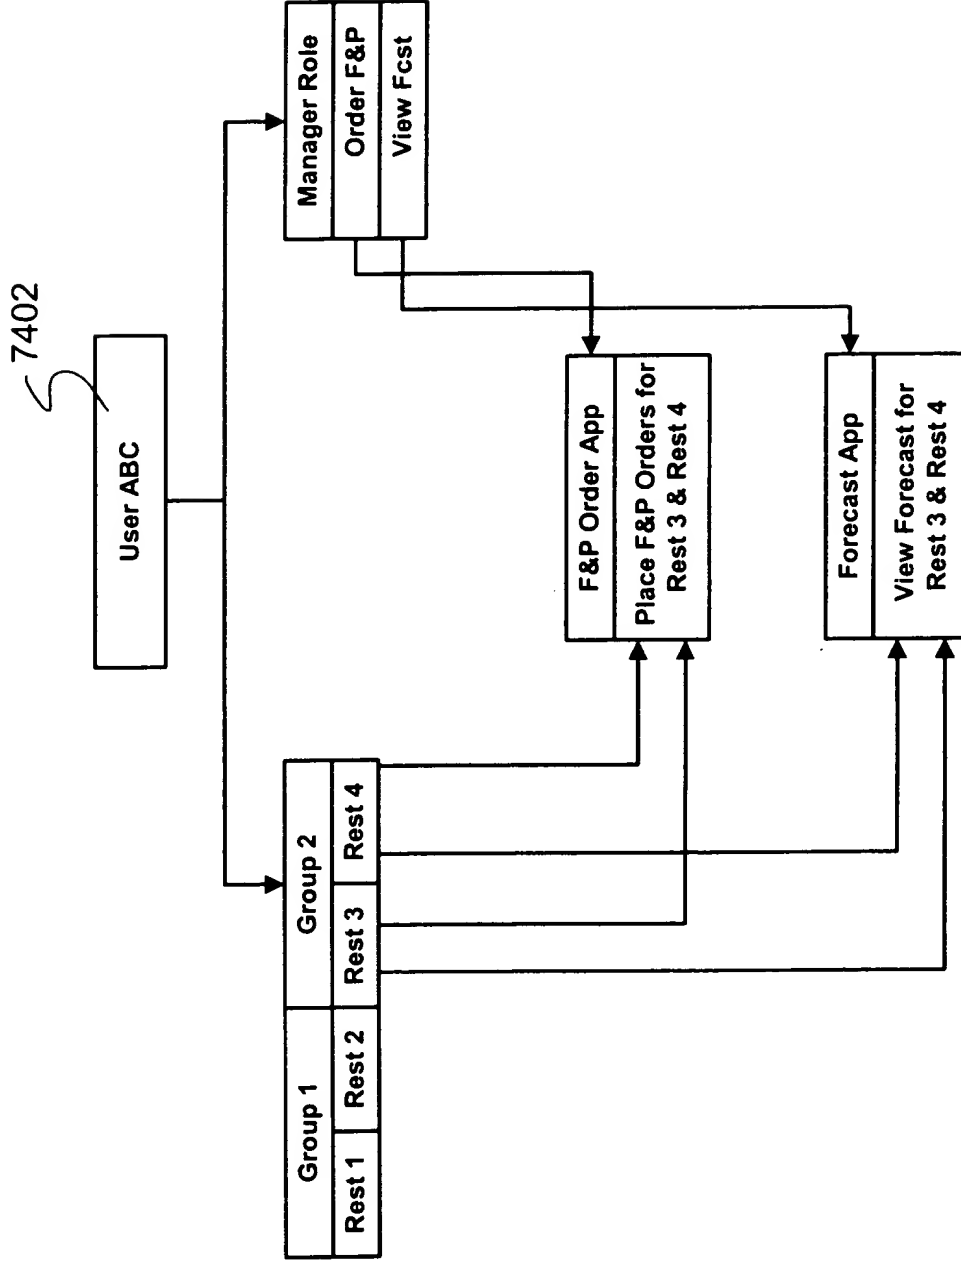 7402
User ABC
Group 1
Group 2
Rest 1
Rest 2
Rest 3
Rest 4
Manager Role
Order F&P
View Fcst
F&P Order App
Place F&P Orders for
Rest 3 & Rest 4
Forecast App
View Forecast for
Rest 3 & Rest 4